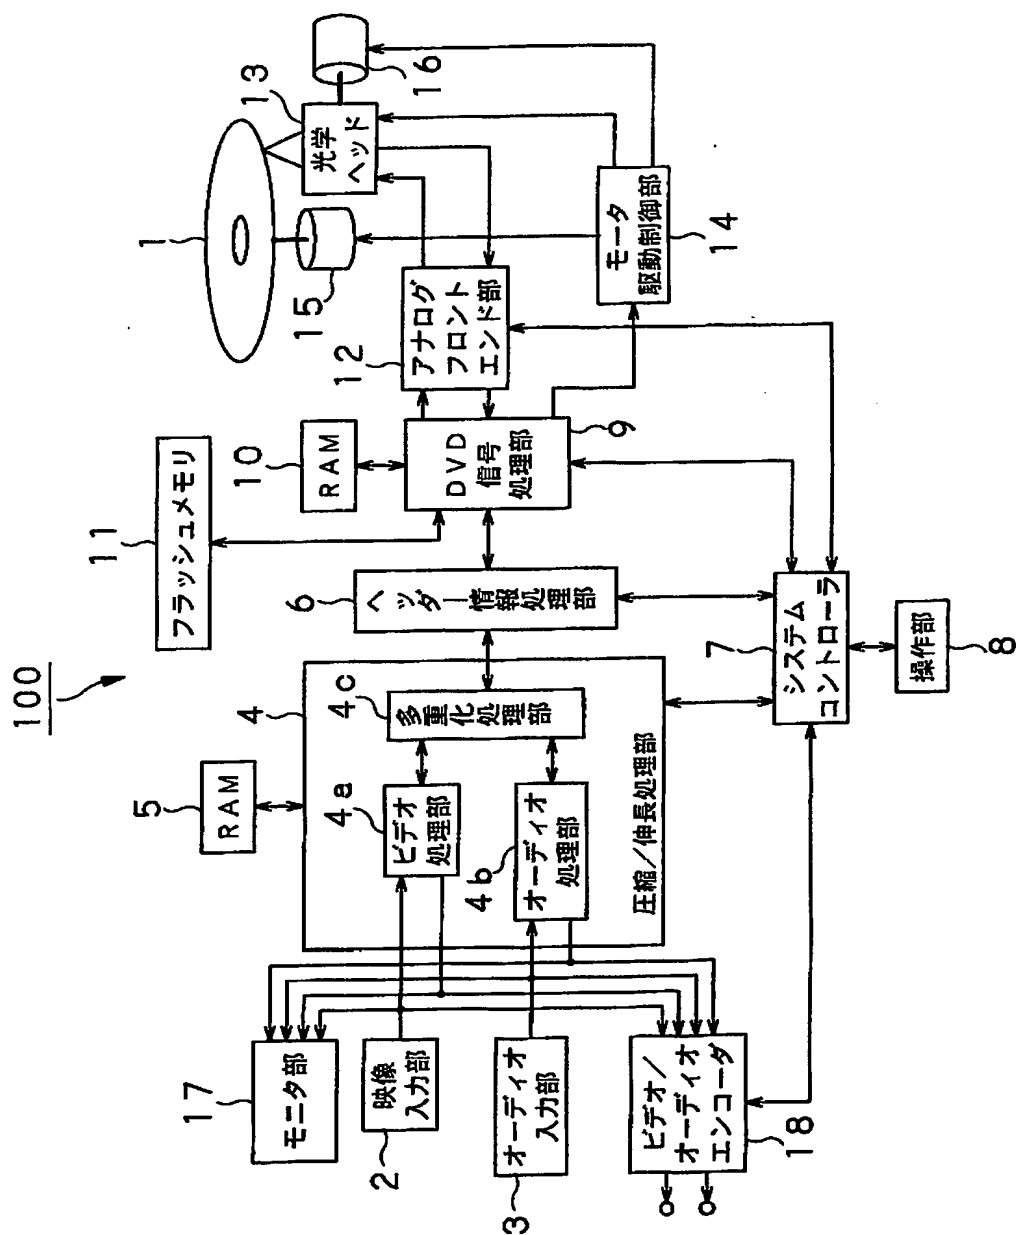 100
17
モニタ部
2
映像
入力部
3
オーディオ
入力部
18
ビデオ/
オーディオ
エンコーダ
5
RAM
4
4a
ビデオ
処理部
4b
オーディオ
処理部
4c
多重化処理部
圧縮/伸長処理部
6
ヘッダー情報処理部
7
システム
コントローラ
8
操作部
11
フラッシュメモリ
10
RAM
9
DVD
信号
処理部
12
アナログ
フロント
エンド部
1
15
13
光学
ヘッド
16
14
モータ
駆動制御部